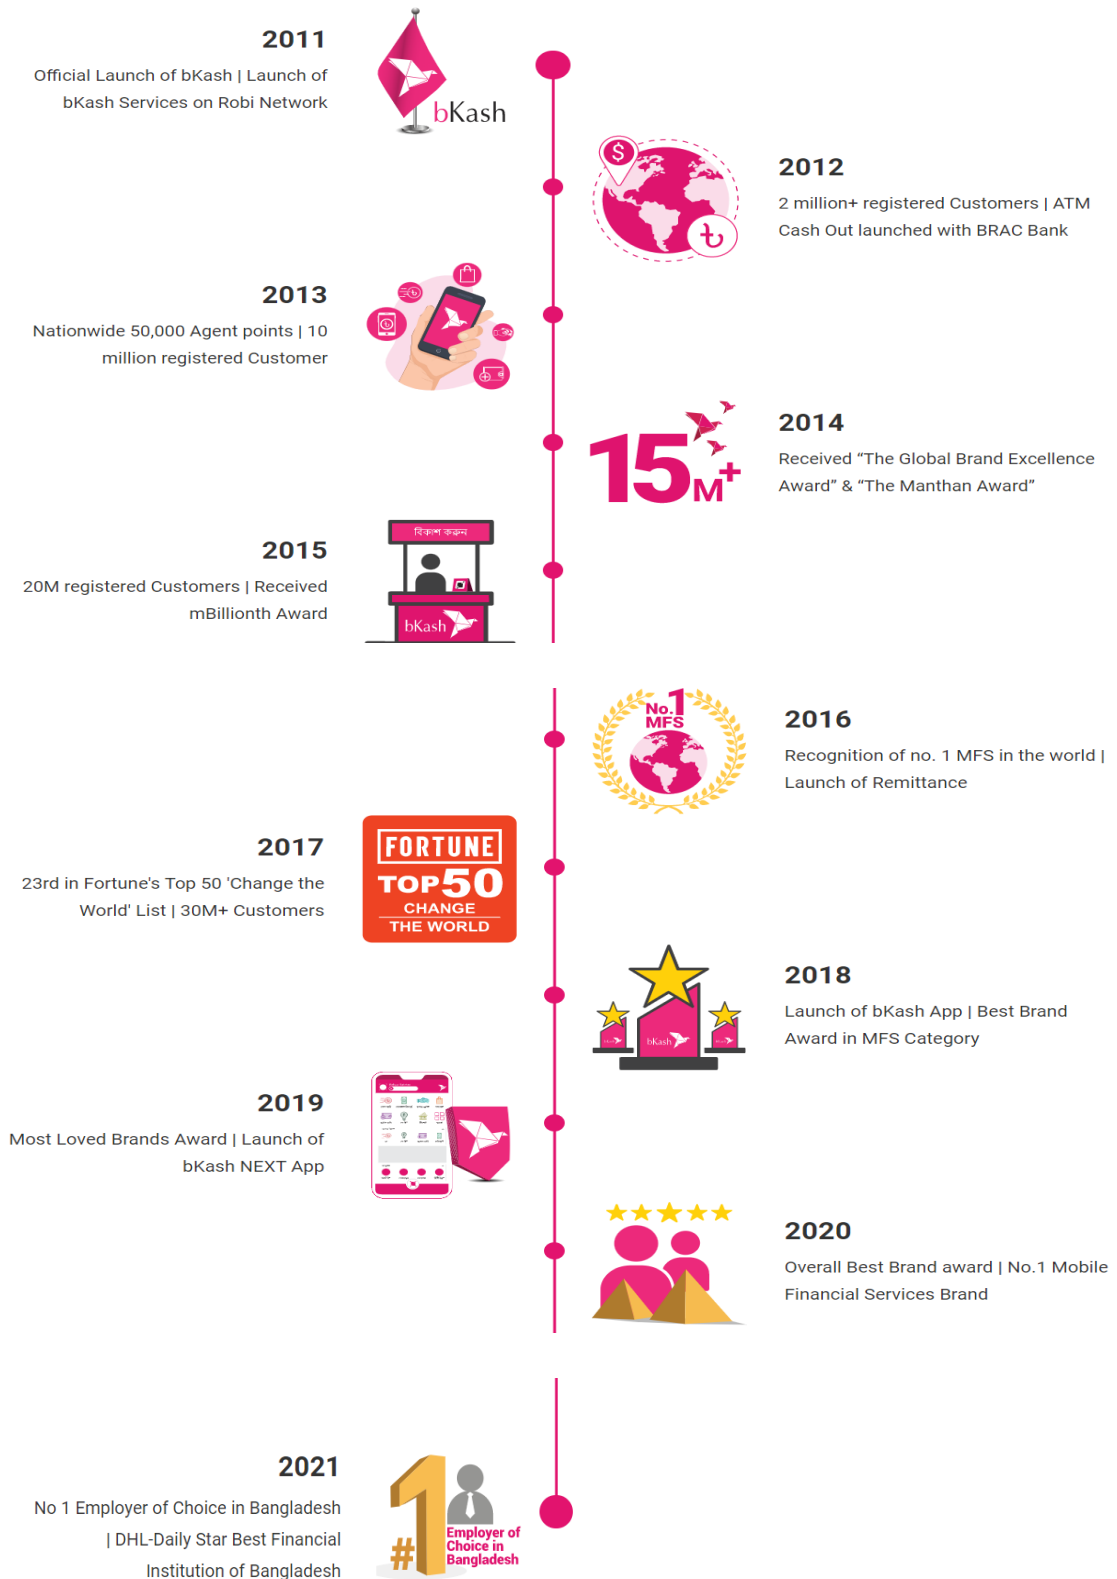 2011
Official Launch of bKash | Launch of
bKash Services on Robi Network
bKash
2012
2 million+ registered Customers | ATM
Cash Out launched with BRAC Bank
$
৳
2013
Nationwide 50,000 Agent points | 10
million registered Customer
2014
Received “The Global Brand Excellence
Award” & “The Manthan Award”
15M+
2015
20M registered Customers | Received
mBillionth Award
বিকাশ করুন
bKash
No.1
MFS
2016
Recognition of no. 1 MFS in the world |
Launch of Remittance
2017
23rd in Fortune's Top 50 'Change the
World' List | 30M+ Customers
FORTUNE
TOP50
CHANGE
THE WORLD
2018
Launch of bKash App | Best Brand
Award in MFS Category
bKash
2019
Most Loved Brands Award | Launch of
bKash NEXT App
2020
Overall Best Brand award | No.1 Mobile
Financial Services Brand
2021
No 1 Employer of Choice in Bangladesh
| DHL-Daily Star Best Financial
Institution of Bangladesh
#1
Employer of
Choice in
Bangladesh